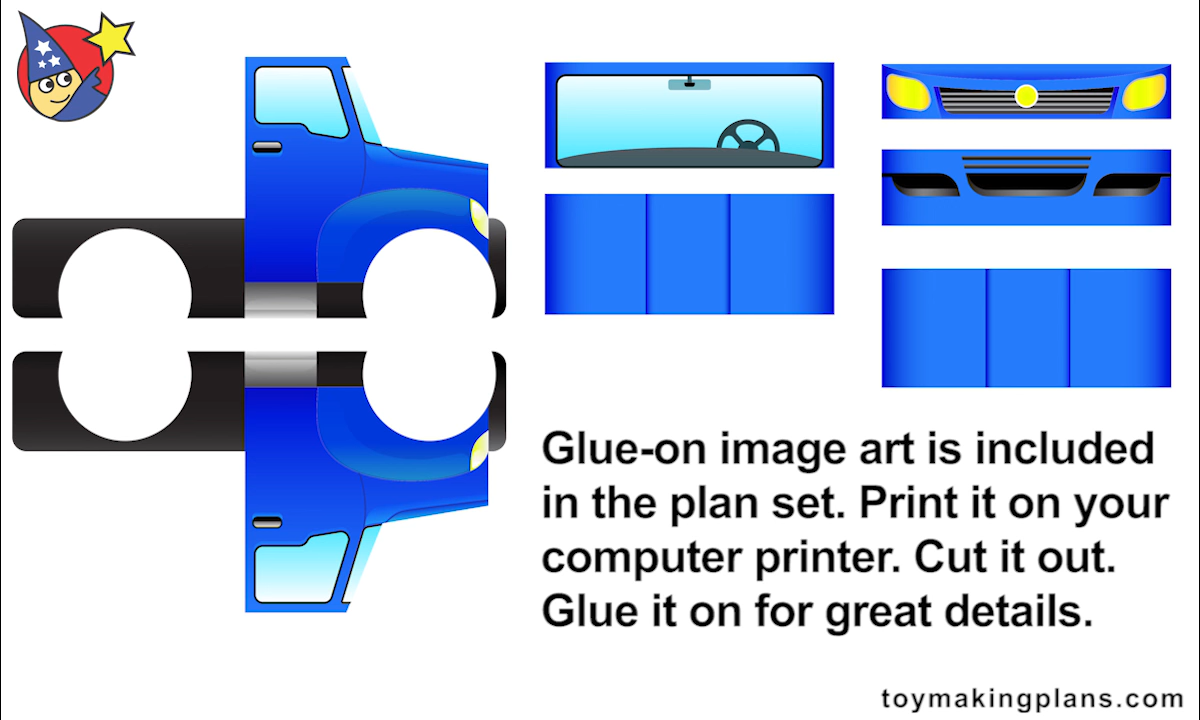 Glue-on image art is included
in the plan set. Print it on your
computer printer. Cut it out.
Glue it on for great details.
toymakingplans.com